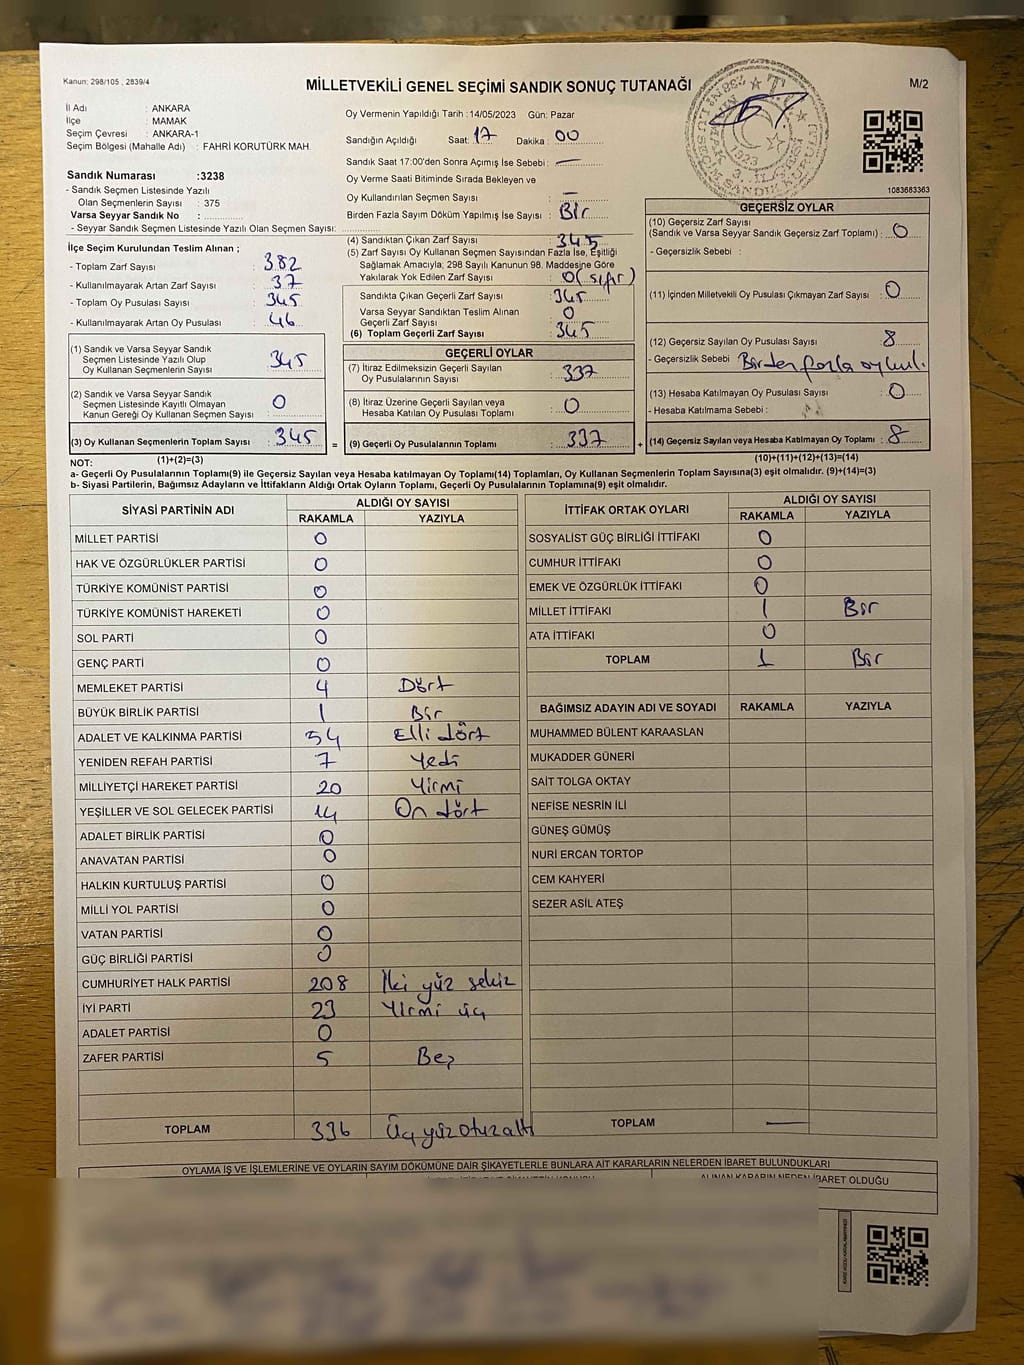 Kanun: 298/105 , 2839/4
MİLLETVEKİLİ GENEL SEÇİMİ SANDIK SONUÇ TUTANAĞI
M/2
İl Adı : ANKARA
İlçe : MAMAK
Seçim Çevresi : ANKARA-1
Seçim Bölgesi (Mahalle Adı) : FAHRİ KORUTÜRK MAH.
Sandık Numarası :3238
- Sandık Seçmen Listesinde Yazılı
Olan Seçmenlerin Sayısı : 375
Varsa Seyyar Sandık No :
- Seyyar Sandık Seçmen Listesinde Yazılı Olan Seçmen Sayısı:
Oy Vermenin Yapıldığı Tarih :14/05/2023 Gün: Pazar
Sandığın Açıldığı Saat: 17 Dakika : 00
Sandık Saat 17:00'den Sonra Açımış İse Sebebi : —
Oy Verme Saati Bitiminde Sırada Bekleyen ve
Oy Kullandırılan Seçmen Sayısı : —
Birden Fazla Sayım Döküm Yapılmış İse Sayısı : Bir
1083683363
İlçe Seçim Kurulundan Teslim Alınan ;
- Toplam Zarf Sayısı : 382
- Kullanılmayarak Artan Zarf Sayısı : 37
- Toplam Oy Pusulası Sayısı : 345
- Kullanılmayarak Artan Oy Pusulası : 46
(1) Sandık ve Varsa Seyyar Sandık
Seçmen Listesinde Yazılı Olup
Oy Kullanan Seçmenlerin Sayısı : 345
(2) Sandık ve Varsa Seyyar Sandık
Seçmen Listesinde Kayıtlı Olmayan
Kanun Gereği Oy Kullanan Seçmen Sayısı : 0
(3) Oy Kullanan Seçmenlerin Toplam Sayısı : 345 =
(1)+(2)=(3)
(4) Sandıktan Çıkan Zarf Sayısı : 345
(5) Zarf Sayısı Oy Kullanan Seçmen Sayısından Fazla İse, Eşitliği
Sağlamak Amacıyla; 298 Sayılı Kanunun 98. Maddesine Göre
Yakılarak Yok Edilen Zarf Sayısı : 0 (sıfır)
Sandıkta Çıkan Geçerli Zarf Sayısı : 345
Varsa Seyyar Sandıktan Teslim Alınan
Geçerli Zarf Sayısı : 0
(6) Toplam Geçerli Zarf Sayısı : 345
GEÇERLİ OYLAR
(7) İtiraz Edilmeksizin Geçerli Sayılan
Oy Pusulalarının Sayısı : 337
(8) İtiraz Üzerine Geçerli Sayılan veya
Hesaba Katılan Oy Pusulası Toplamı : 0
(9) Geçerli Oy Pusulalarının Toplamı : 337 +
GEÇERSİZ OYLAR
(10) Geçersiz Zarf Sayısı
(Sandık ve Varsa Seyyar Sandık Geçersiz Zarf Toplamı) : 0
- Geçersizlik Sebebi :
(11) İçinden Milletvekili Oy Pusulası Çıkmayan Zarf Sayısı : 0
(12) Geçersiz Sayılan Oy Pusulası Sayısı : 8
- Geçersizlik Sebebi : Birden fazla oy kul.
(13) Hesaba Katılmayan Oy Pusulası Sayısı : 0
- Hesaba Katılmama Sebebi :
(14) Geçersiz Sayılan veya Hesaba Katılmayan Oy Toplamı : 8
(10)+(11)+(12)+(13)=(14)
NOT:
a- Geçerli Oy Pusulalarının Toplamı(9) ile Geçersiz Sayılan veya Hesaba katılmayan Oy Toplamı(14) Toplamları, Oy Kullanan Seçmenlerin Toplam Sayısına(3) eşit olmalıdır. (9)+(14)=(3)
b- Siyasi Partilerin, Bağımsız Adayların ve İttifakların Aldığı Ortak Oyların Toplamı, Geçerli Oy Pusulalarının Toplamına(9) eşit olmalıdır.
SİYASİ PARTİNİN ADI ALDIĞI OY SAYISI
RAKAMLA YAZIYLA
MİLLET PARTİSİ 0
HAK VE ÖZGÜRLÜKLER PARTİSİ 0
TÜRKİYE KOMÜNİST PARTİSİ 0
TÜRKİYE KOMÜNİST HAREKETİ 0
SOL PARTİ 0
GENÇ PARTİ 0
MEMLEKET PARTİSİ 4 Dört
BÜYÜK BİRLİK PARTİSİ 1 Bir
ADALET VE KALKINMA PARTİSİ 54 Elli dört
YENİDEN REFAH PARTİSİ 7 Yedi
MİLLİYETÇİ HAREKET PARTİSİ 20 Yirmi
YEŞİLLER VE SOL GELECEK PARTİSİ 14 On dört
ADALET BİRLİK PARTİSİ 0
ANAVATAN PARTİSİ 0
HALKIN KURTULUŞ PARTİSİ 0
MİLLİ YOL PARTİSİ 0
VATAN PARTİSİ 0
GÜÇ BİRLİĞİ PARTİSİ 0
CUMHURİYET HALK PARTİSİ 208 İki yüz sekiz
İYİ PARTİ 23 Yirmi üç
ADALET PARTİSİ 0
ZAFER PARTİSİ 5 Beş
TOPLAM 336 Üç yüz otuz altı
İTTİFAK ORTAK OYLARI ALDIĞI OY SAYISI
RAKAMLA YAZIYLA
SOSYALIST GÜÇ BİRLİĞİ İTTİFAKI 0
CUMHUR İTTİFAKI 0
EMEK VE ÖZGÜRLÜK İTTİFAKI 0
MİLLET İTTİFAKI 1 Bir
ATA İTTİFAKI 0
TOPLAM 1 Bir
BAĞIMSIZ ADAYIN ADI VE SOYADI RAKAMLA YAZIYLA
MUHAMMED BÜLENT KARAASLAN
MUKADDER GÜNERİ
SAİT TOLGA OKTAY
NEFİSE NESRİN İLİ
GÜNEŞ GÜMÜŞ
NURİ ERCAN TORTOP
CEM KAHYERİ
SEZER ASİL ATEŞ
TOPLAM —
OYLAMA İŞ VE İŞLEMLERİNE VE OYLARIN SAYIM DÖKÜMÜNE DAİR ŞİKAYETLERLE BUNLARA AİT KARARLARIN NELERDEN İBARET BULUNDUKLARI
ALINAN KARARIN NEDEN İBARET OLDUĞU